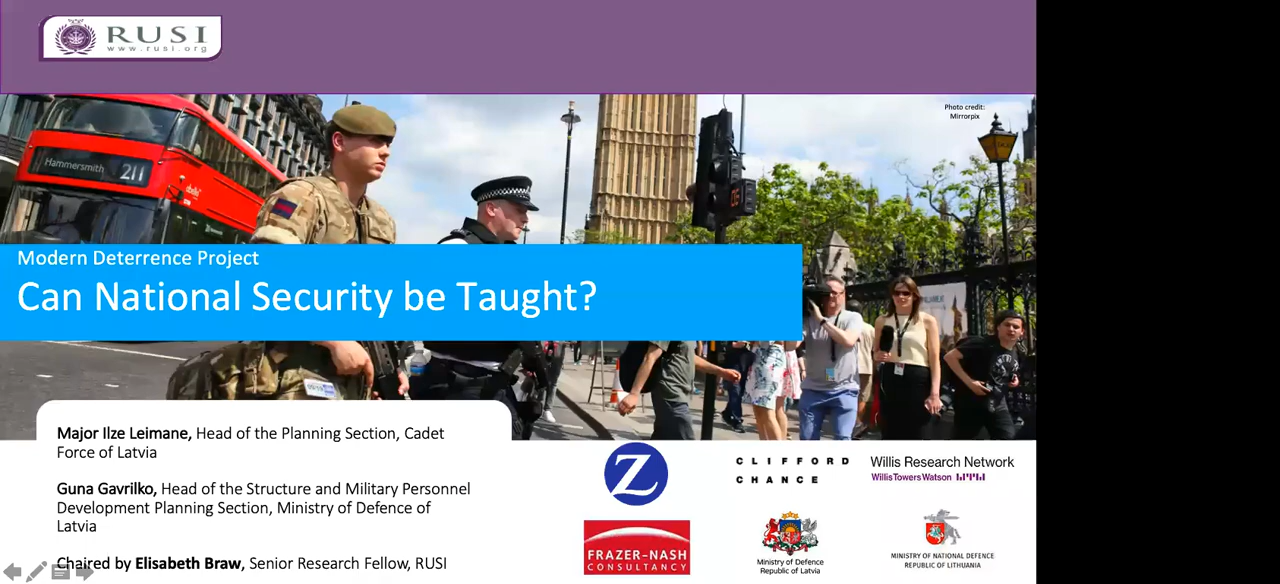 RUSI
www.rusi.org
Photo credit:
Mirrorpix
Hammersmith 211
Modern Deterrence Project
Can National Security be Taught?
Major Ilze Leimane, Head of the Planning Section, Cadet
Force of Latvia
Guna Gavrilko, Head of the Structure and Military Personnel
Development Planning Section, Ministry of Defence of
Latvia
Chaired by Elisabeth Braw, Senior Research Fellow, RUSI
Z
CLIFFORD
CHANCE
Willis Research Network
WillisTowersWatson
FRAZER-NASH
CONSULTANCY
Ministry of Defence
Republic of Latvia
MINISTRY OF NATIONAL DEFENCE
REPUBLIC OF LITHUANIA